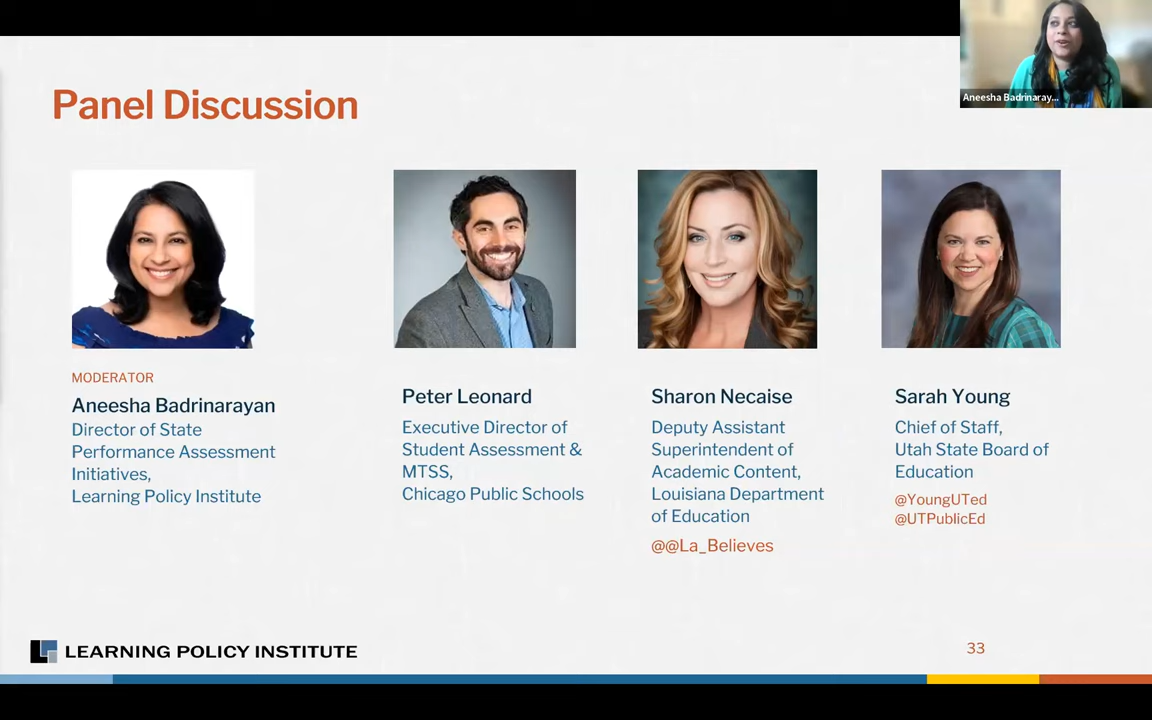 Aneesha Badrinaray...
Panel Discussion
MODERATOR
Aneesha Badrinarayan
Director of State
Performance Assessment
Initiatives,
Learning Policy Institute
Peter Leonard
Executive Director of
Student Assessment &
MTSS,
Chicago Public Schools
Sharon Necaise
Deputy Assistant
Superintendent of
Academic Content,
Louisiana Department
of Education
@@La_Believes
Sarah Young
Chief of Staff,
Utah State Board of
Education
@YoungUTed
@UTPublicEd
LEARNING POLICY INSTITUTE
33